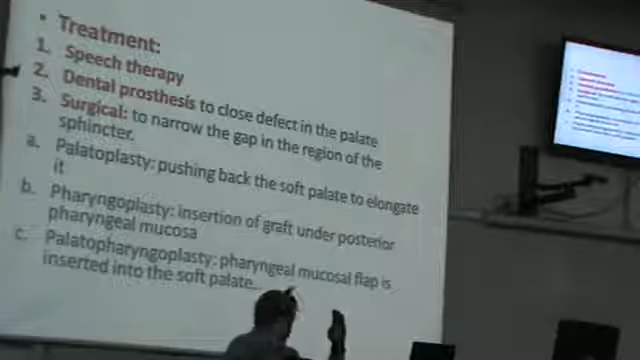 • Treatment:
1. Speech therapy
2. Dental prosthesis to close defect in the palate
3. Surgical: to narrow the gap in the region of the
sphincter.
a. Palatoplasty: pushing back the soft palate to elongate
it
b. Pharyngoplasty: insertion of graft under posterior
pharyngeal mucosa
c. Palatopharyngoplasty: pharyngeal mucosal flap is
inserted into the soft palate..